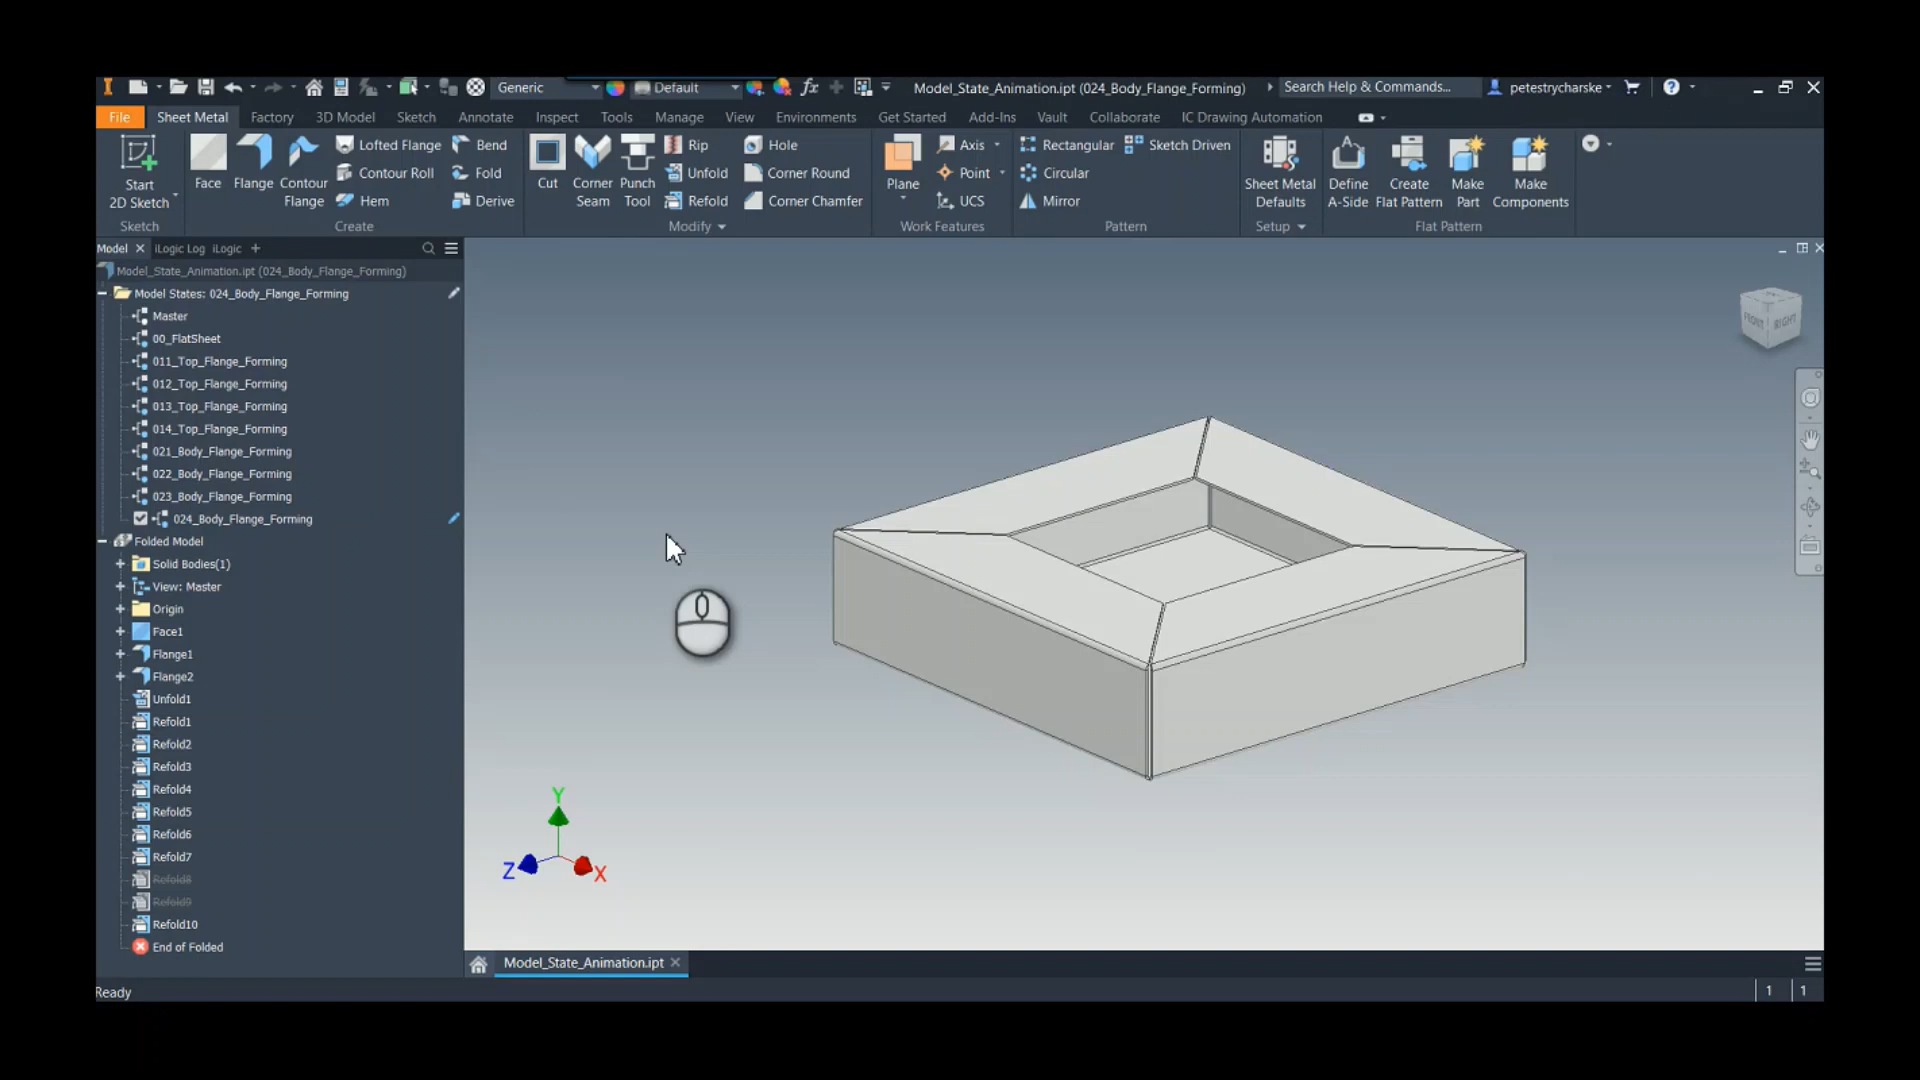 Generic
Default
Model_State_Animation.ipt (024_Body_Flange_Forming)
Search Help & Commands...
petestrycharske
File
Sheet Metal
Factory
3D Model
Sketch
Annotate
Inspect
Tools
Manage
View
Environments
Get Started
Add-Ins
Vault
Collaborate
IC Drawing Automation
Start
2D Sketch
Sketch
Face
Flange
Contour
Flange
Lofted Flange
Contour Roll
Hem
Bend
Fold
Derive
Create
Cut
Corner
Seam
Punch
Tool
Rip
Unfold
Refold
Hole
Corner Round
Corner Chamfer
Modify
Plane
Axis
Point
UCS
Work Features
Rectangular
Circular
Mirror
Sketch Driven
Pattern
Sheet Metal
Defaults
Setup
Define
A-Side
Create
Flat Pattern
Make
Part
Make
Components
Flat Pattern
Model
iLogic Log
iLogic
Model_State_Animation.ipt (024_Body_Flange_Forming)
Model States: 024_Body_Flange_Forming
Master
00_FlatSheet
011_Top_Flange_Forming
012_Top_Flange_Forming
013_Top_Flange_Forming
014_Top_Flange_Forming
021_Body_Flange_Forming
022_Body_Flange_Forming
023_Body_Flange_Forming
024_Body_Flange_Forming
Folded Model
Solid Bodies(1)
View: Master
Origin
Face1
Flange1
Flange2
Unfold1
Refold1
Refold2
Refold3
Refold4
Refold5
Refold6
Refold7
Refold8
Refold9
Refold10
End of Folded
FRONT
RIGHT
Y
Z
X
Model_State_Animation.ipt
Ready
1
1